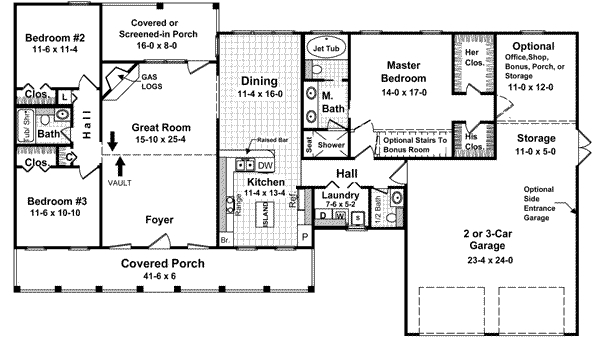 Bedroom #2
11-6 x 11-4
Covered or
Screened-in Porch
16-0 x 8-0
Jet Tub
Master
Bedroom
14-0 x 17-0
Her
Clos.
Optional
Office,Shop,
Bonus, Porch, or
Storage
11-0 x 12-0
GAS
LOGS
Dining
11-4 x 16-0
M.
Bath
Clos.
L
Tub/ Shr
Bath
Hall
Great Room
15-10 x 25-4
Raised Bar
Seat
Shower
Optional Stairs To
Bonus Room
His
Clos.
Storage
11-0 x 5-0
Clos.
C
VAULT
DW
Kitchen
11-4 x 13-4
Hall
Laundry
7-6 x 5-2
Optional
Side
Entrance
Garage
Bedroom #3
11-6 x 10-10
Foyer
Range
ISLAND
Ref.
D
W
S
1/2 Bath
2 or 3-Car
Garage
23-4 x 24-0
Br.
P
Covered Porch
41-6 x 6